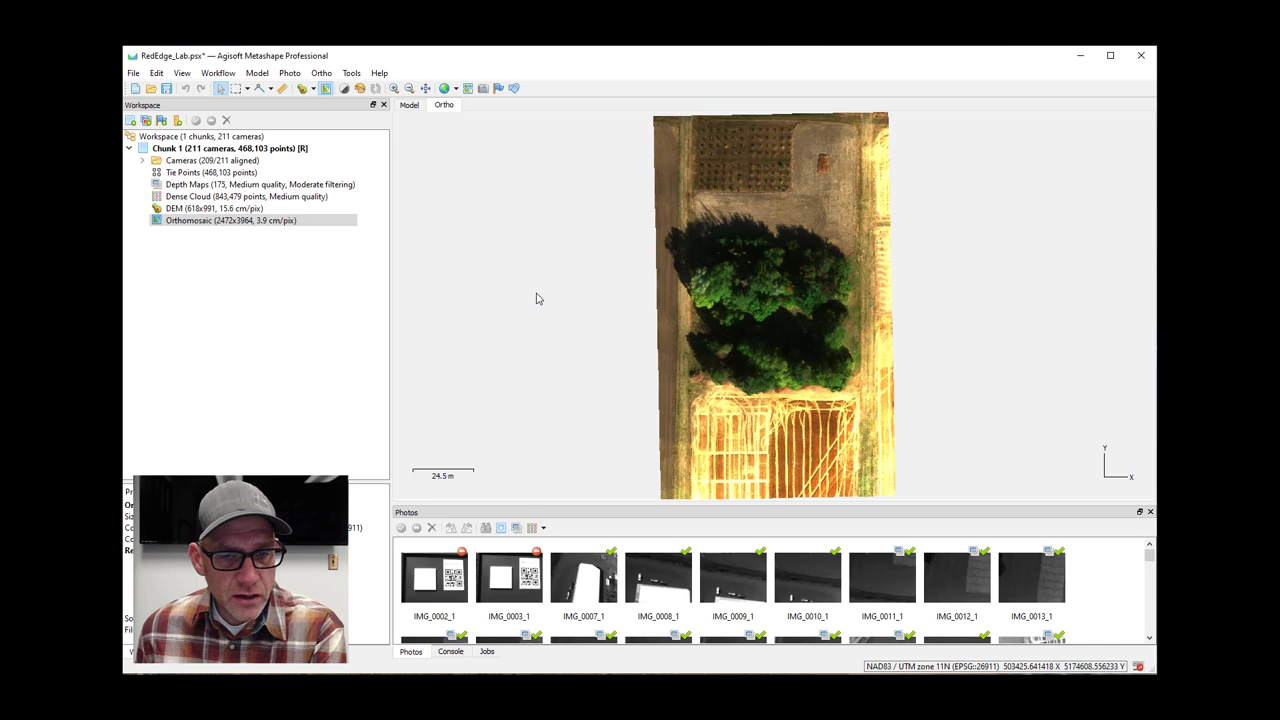 RedEdge_Lab.psx* — Agisoft Metashape Professional
File Edit View Workflow Model Photo Ortho Tools Help
Workspace
Model Ortho
Workspace (1 chunks, 211 cameras)
Chunk 1 (211 cameras, 468,103 points) [R]
Cameras (209/211 aligned)
Tie Points (468,103 points)
Depth Maps (175, Medium quality, Moderate filtering)
Dense Cloud (843,479 points, Medium quality)
DEM (618x991, 15.6 cm/pix)
Orthomosaic (2472x3964, 3.9 cm/pix)
24.5 m
Y
X
Photos
IMG_0002_1 IMG_0003_1 IMG_0007_1 IMG_0008_1 IMG_0009_1 IMG_0010_1 IMG_0011_1 IMG_0012_1 IMG_0013_1
Photos Console Jobs
NAD83 / UTM zone 11N (EPSG::26911) 503425.641418 X 5174608.556233 Y